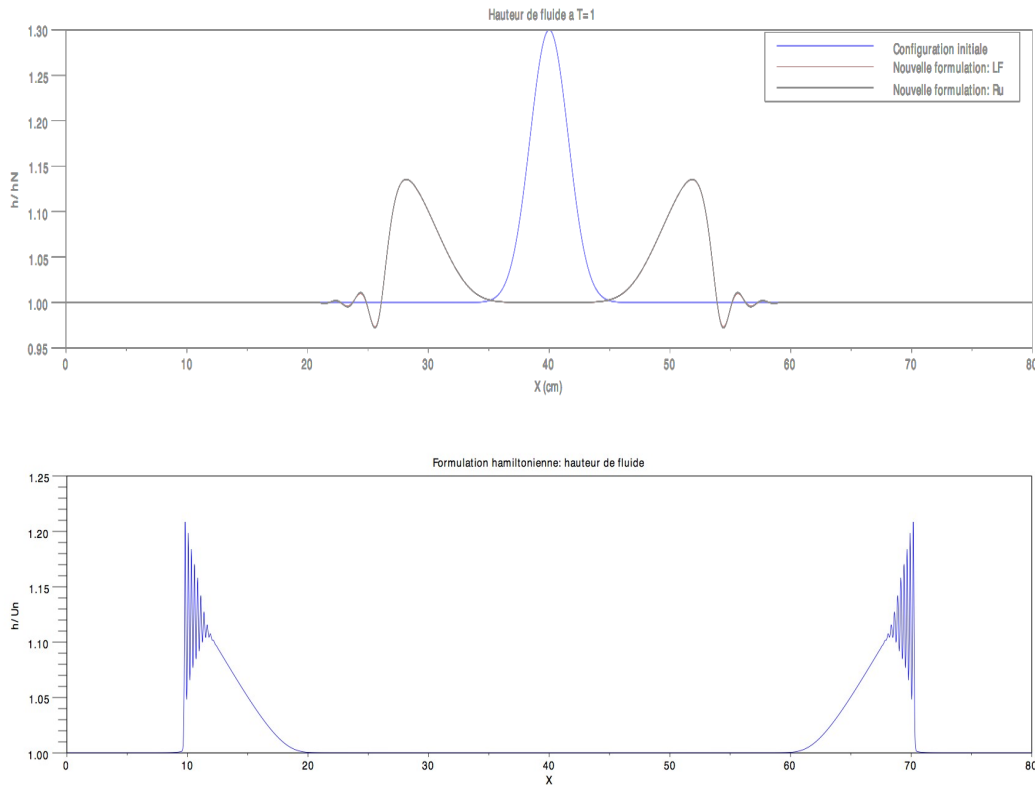 Hauteur de fluide a T=1
Configuration initiale
Nouvelle formulation: LF
Nouvelle formulation: Ru
1.30
1.25
1.20
1.15
1.10
1.05
1.00
0.95
h/hN
0 10 20 30 40 50 60 70 80
X (cm)
Formulation hamiltonienne: hauteur de fluide
1.25
1.20
1.15
1.10
1.05
1.00
h/Un
0 10 20 30 40 50 60 70 80
X